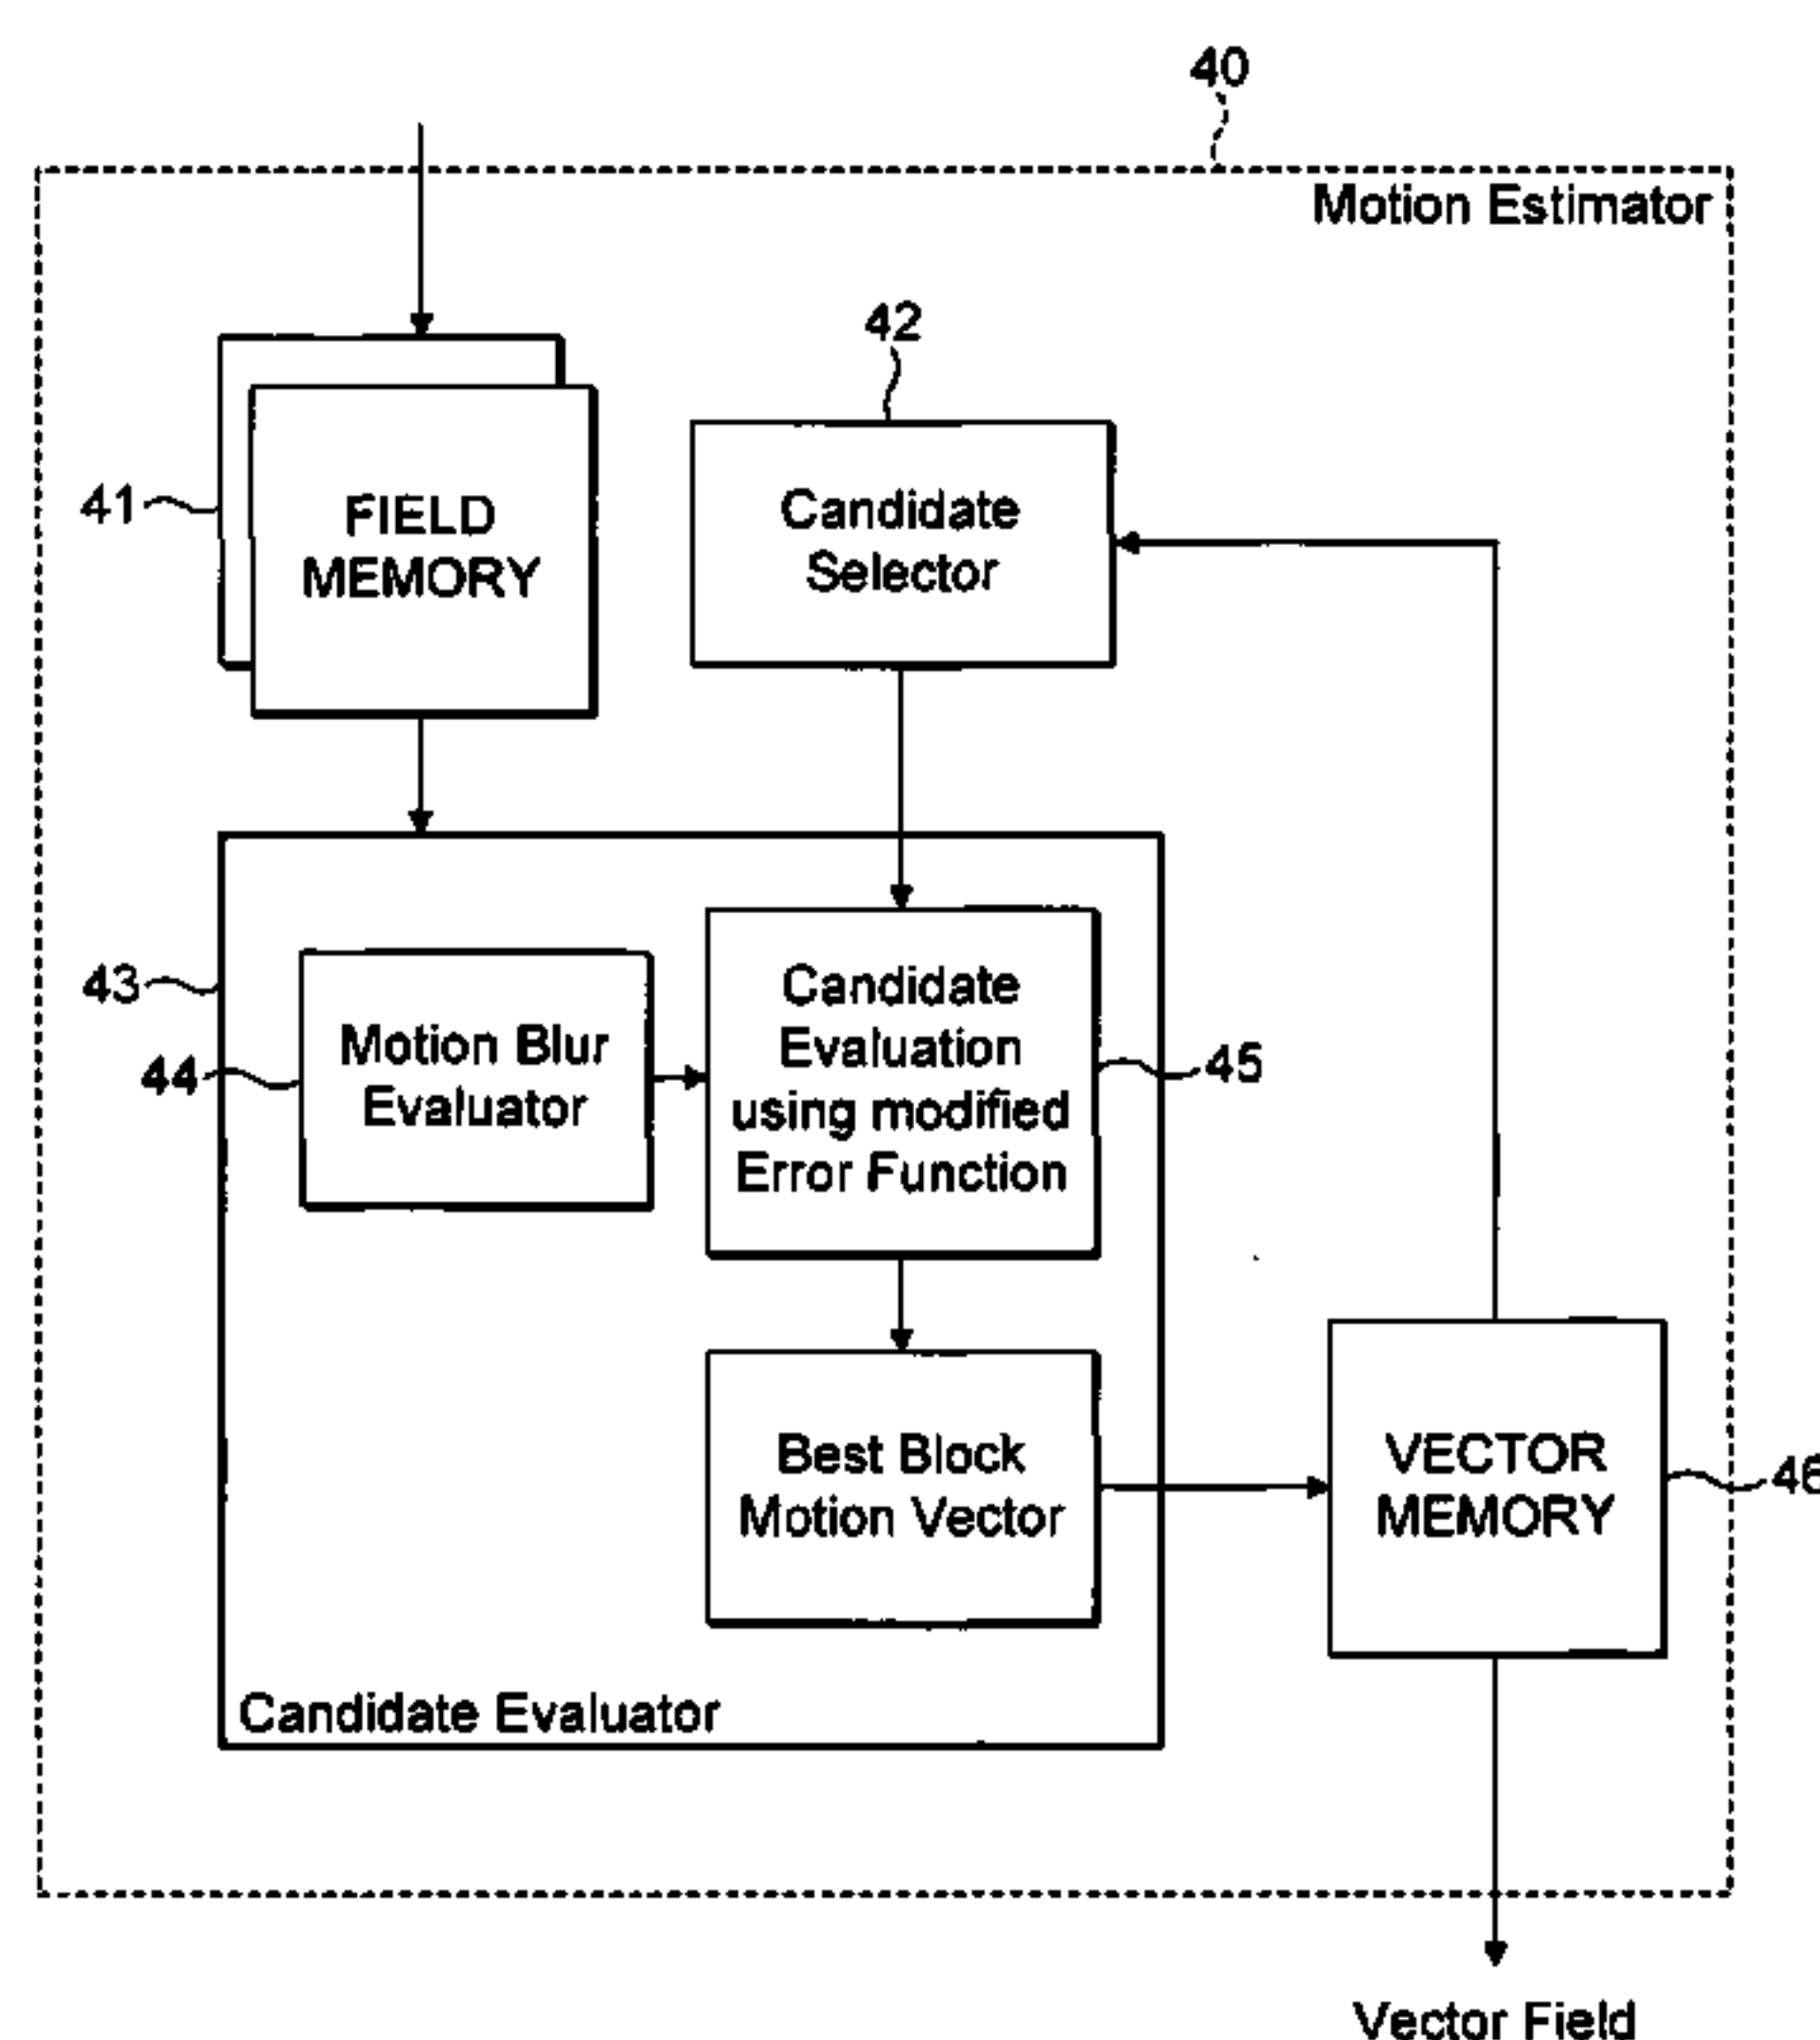 40
Motion Estimator
42
41
FIELD
MEMORY
Candidate
Selector
43
44
Motion Blur
Evaluator
Candidate
Evaluation
using modified
Error Function
45
Best Block
Motion Vector
VECTOR
MEMORY
46
Candidate Evaluator
Vector Field